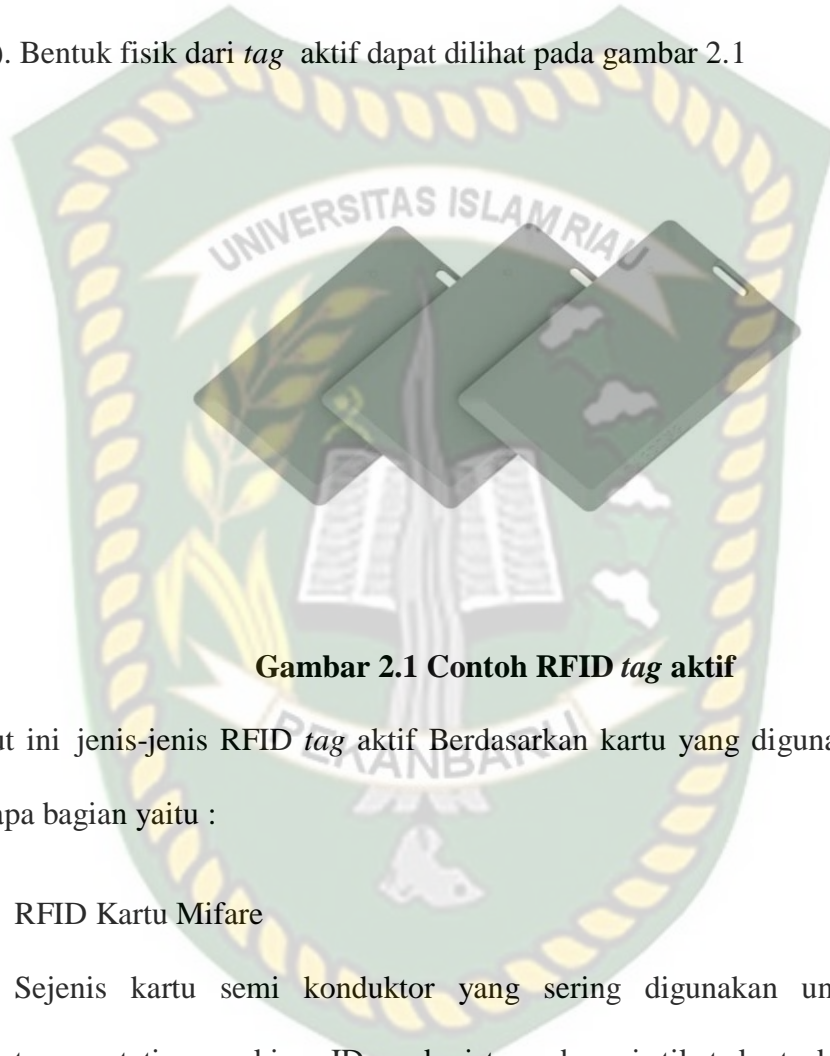 ). Bentuk fisik dari tag aktif dapat dilihat pada gambar 2.1
UNIVERSITAS ISLAM RIAU
Gambar 2.1 Contoh RFID tag aktif
ut ini jenis-jenis RFID tag aktif Berdasarkan kartu yang diguna
PEKANBARU
apa bagian yaitu :
RFID Kartu Mifare
Sejenis kartu semi konduktor yang sering digunakan un